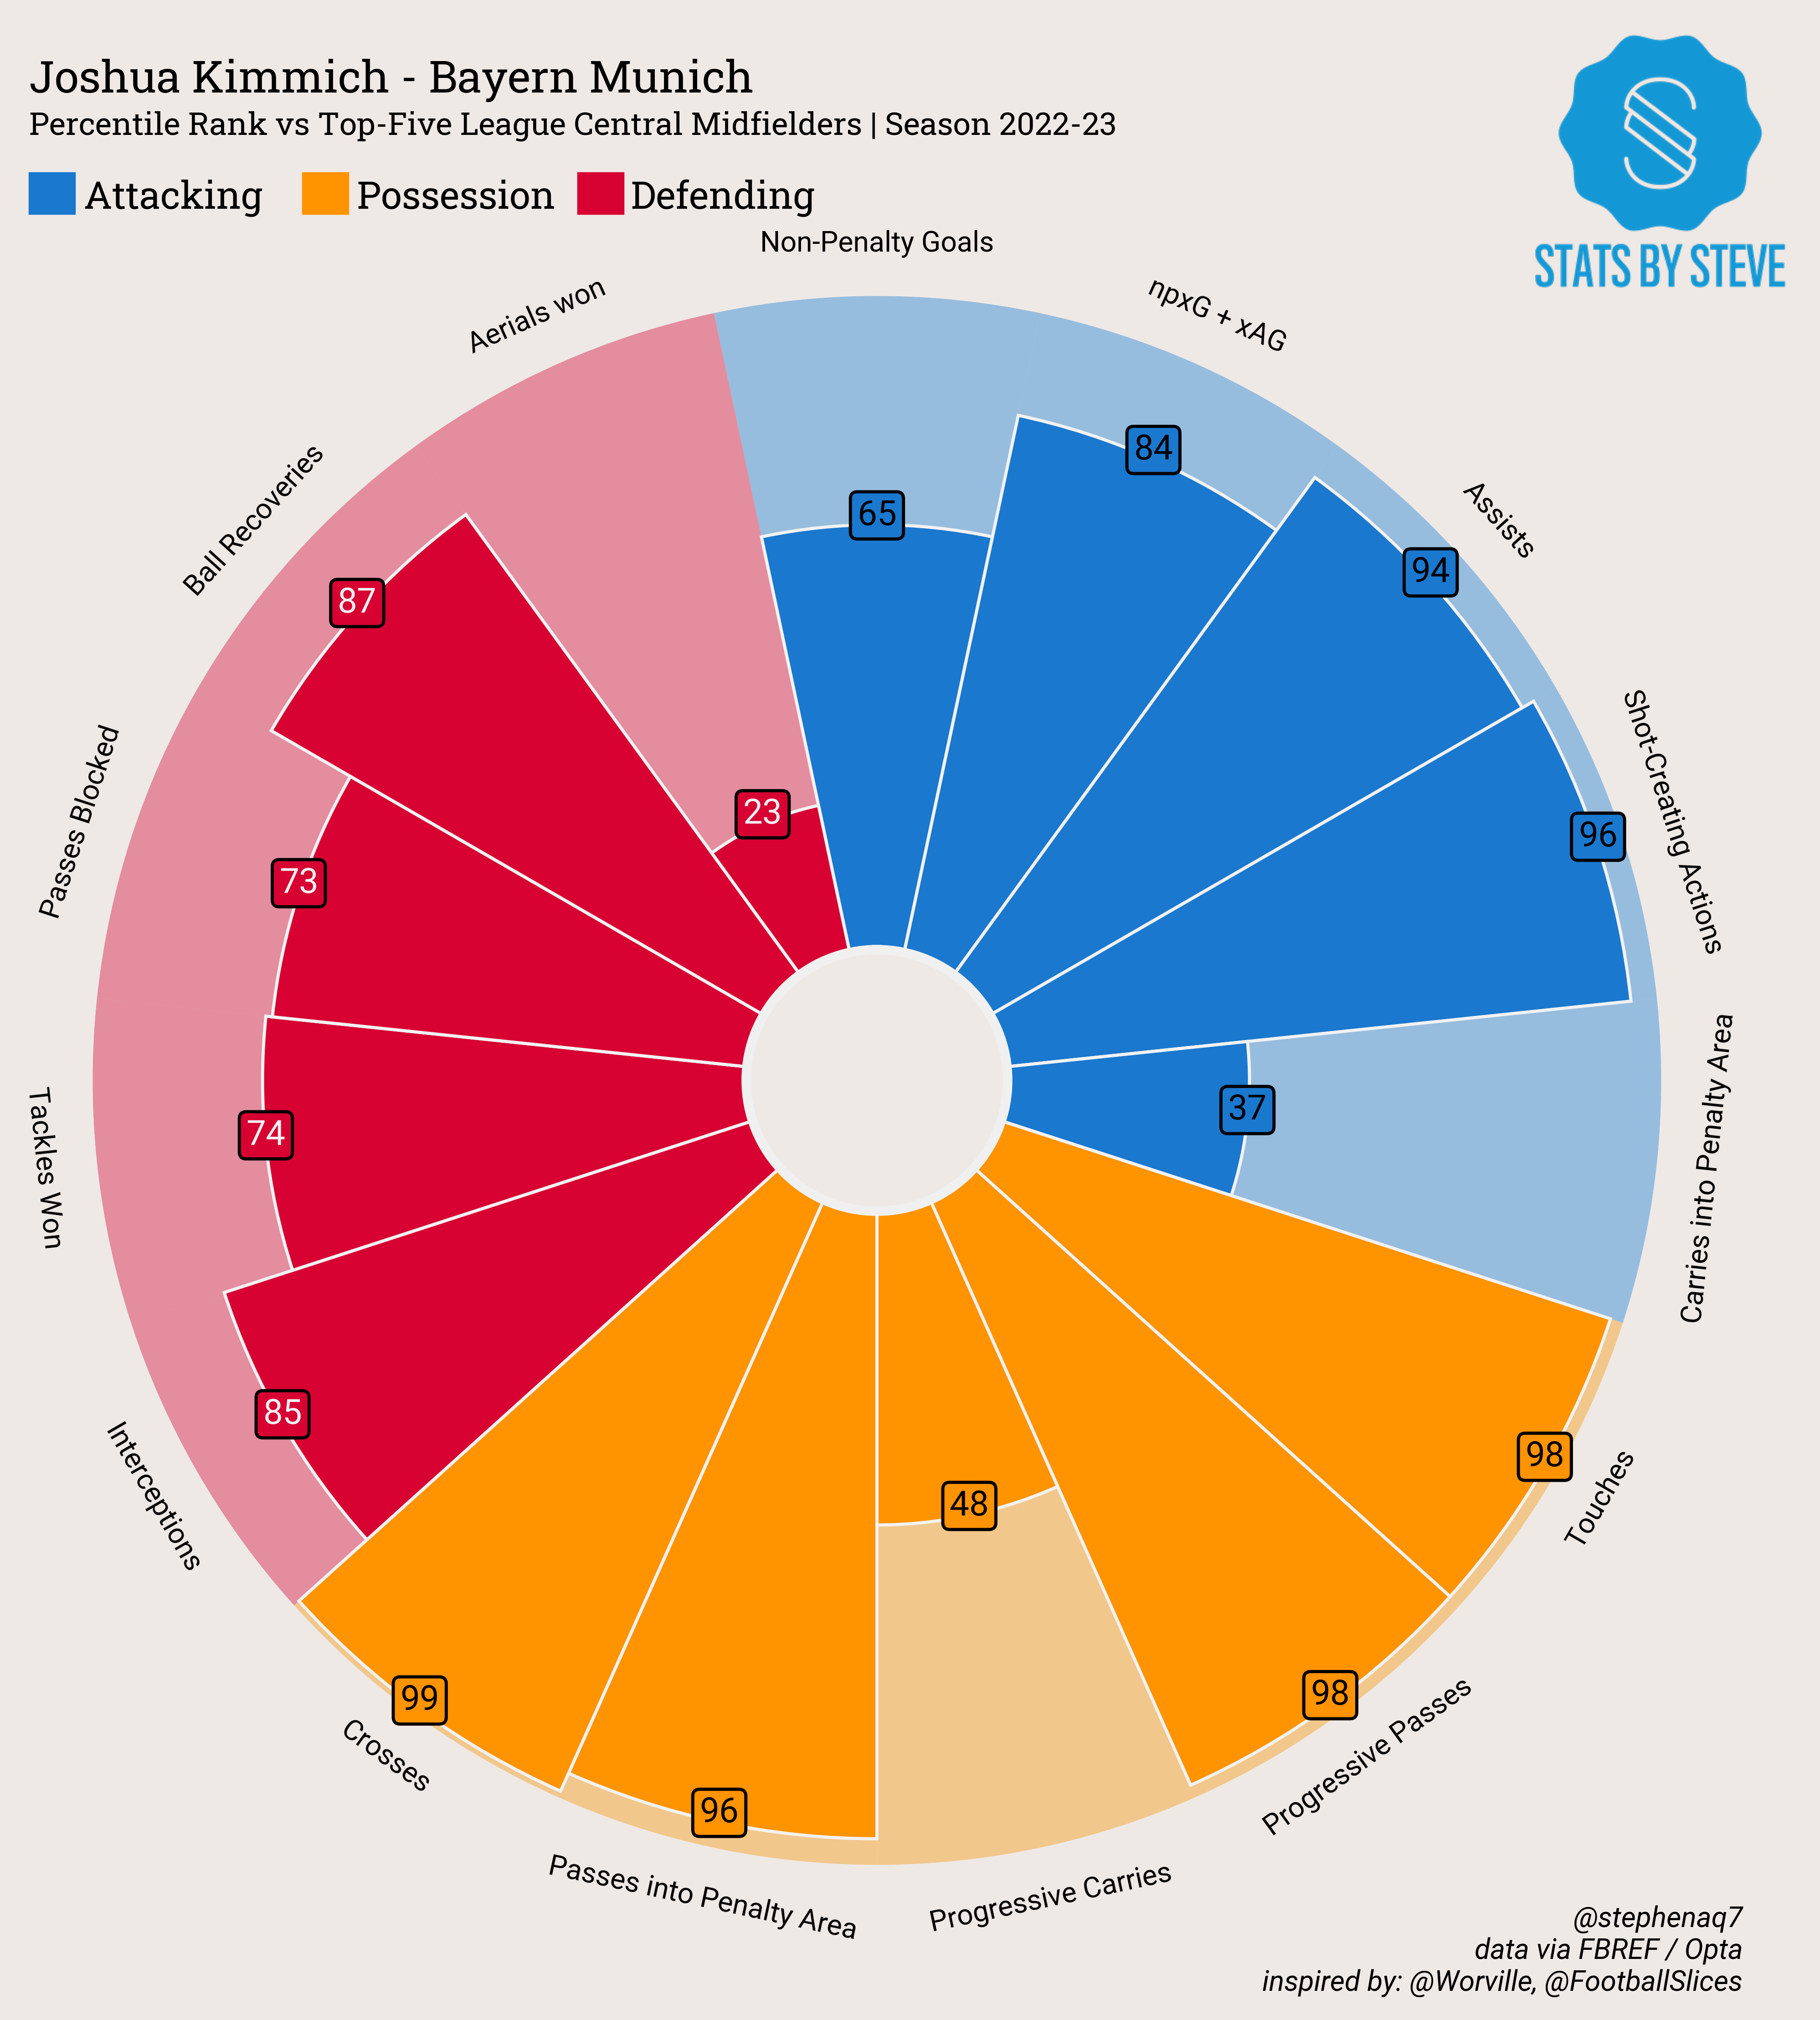 Joshua Kimmich - Bayern Munich
Percentile Rank vs Top-Five League Central Midfielders | Season 2022-23
Attacking
Possession
Defending
STATS BY STEVE
Non-Penalty Goals
65
npxG + xAG
84
Assists
94
Shot-Creating Actions
96
Carries into Penalty Area
37
Touches
98
Progressive Passes
98
Progressive Carries
48
Passes into Penalty Area
96
Crosses
99
Interceptions
85
Tackles Won
74
Passes Blocked
73
Ball Recoveries
87
Aerials won
23
@stephenaq7
data via FBREF / Opta
inspired by: @Worville, @FootballSlices